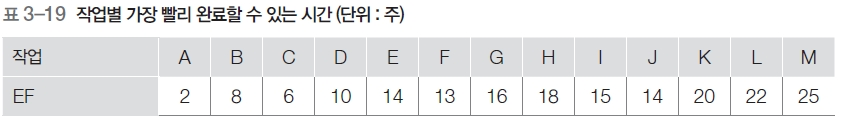 표 3-19 작업별 가장 빨리 완료할 수 있는 시간 (단위 : 주)
작업 A B C D E F G H I J K L M
EF 2 8 6 10 14 13 16 18 15 14 20 22 25